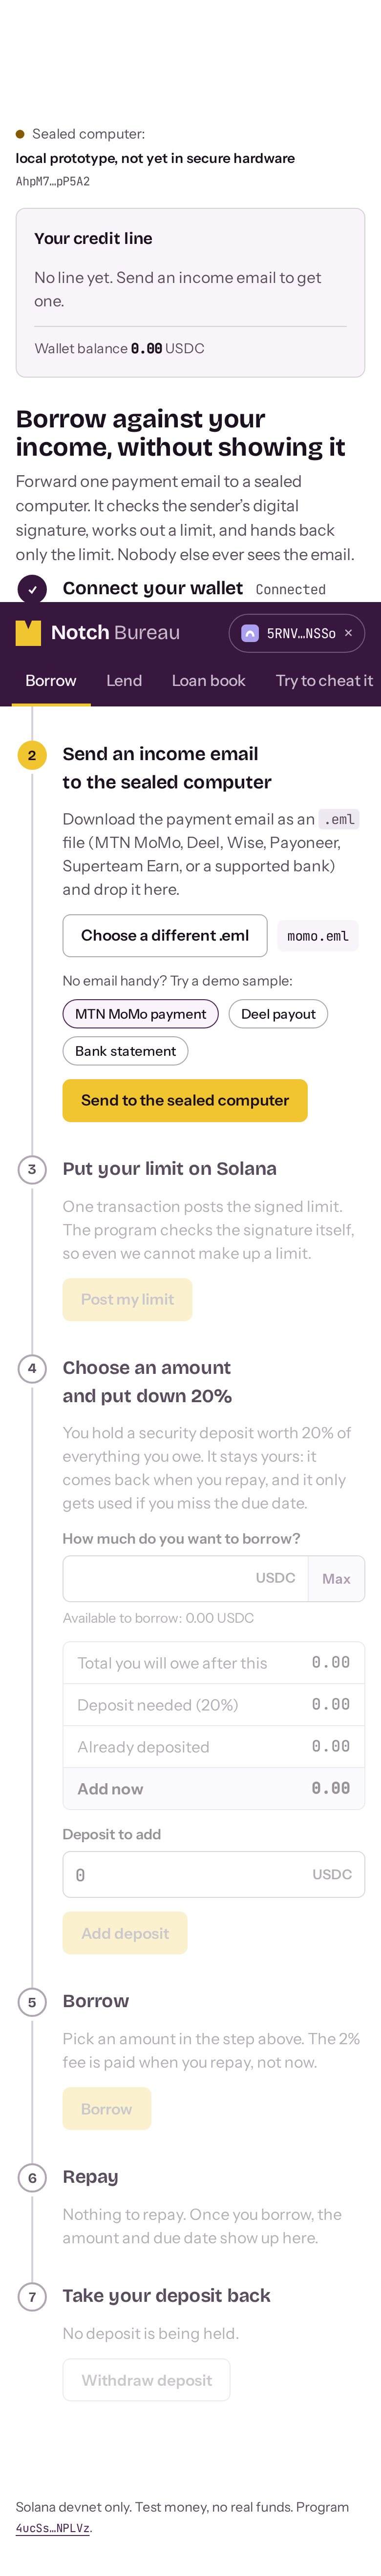 Sealed computer:
local prototype, not yet in secure hardware
AhpM7…pP5A2
Your credit line
No line yet. Send an income email to get
one.
Wallet balance 0.00 USDC
Borrow against your
income, without showing it
Forward one payment email to a sealed
computer. It checks the sender’s digital
signature, works out a limit, and hands back
only the limit. Nobody else ever sees the email.
Connect your wallet Connected
Notch Bureau
5RNV…NSSo ×
Borrow Lend Loan book Try to cheat it
2
Send an income email
to the sealed computer
Download the payment email as an .eml
file (MTN MoMo, Deel, Wise, Payoneer,
Superteam Earn, or a supported bank)
and drop it here.
Choose a different .eml momo.eml
No email handy? Try a demo sample:
MTN MoMo payment Deel payout
Bank statement
Send to the sealed computer
3
Put your limit on Solana
One transaction posts the signed limit.
The program checks the signature itself,
so even we cannot make up a limit.
Post my limit
4
Choose an amount
and put down 20%
You hold a security deposit worth 20% of
everything you owe. It stays yours: it
comes back when you repay, and it only
gets used if you miss the due date.
How much do you want to borrow?
USDC Max
Available to borrow: 0.00 USDC
Total you will owe after this 0.00
Deposit needed (20%) 0.00
Already deposited 0.00
Add now 0.00
Deposit to add
0 USDC
Add deposit
5
Borrow
Pick an amount in the step above. The 2%
fee is paid when you repay, not now.
Borrow
6
Repay
Nothing to repay. Once you borrow, the
amount and due date show up here.
7
Take your deposit back
No deposit is being held.
Withdraw deposit
Solana devnet only. Test money, no real funds. Program
4ucSs…NPLVz.